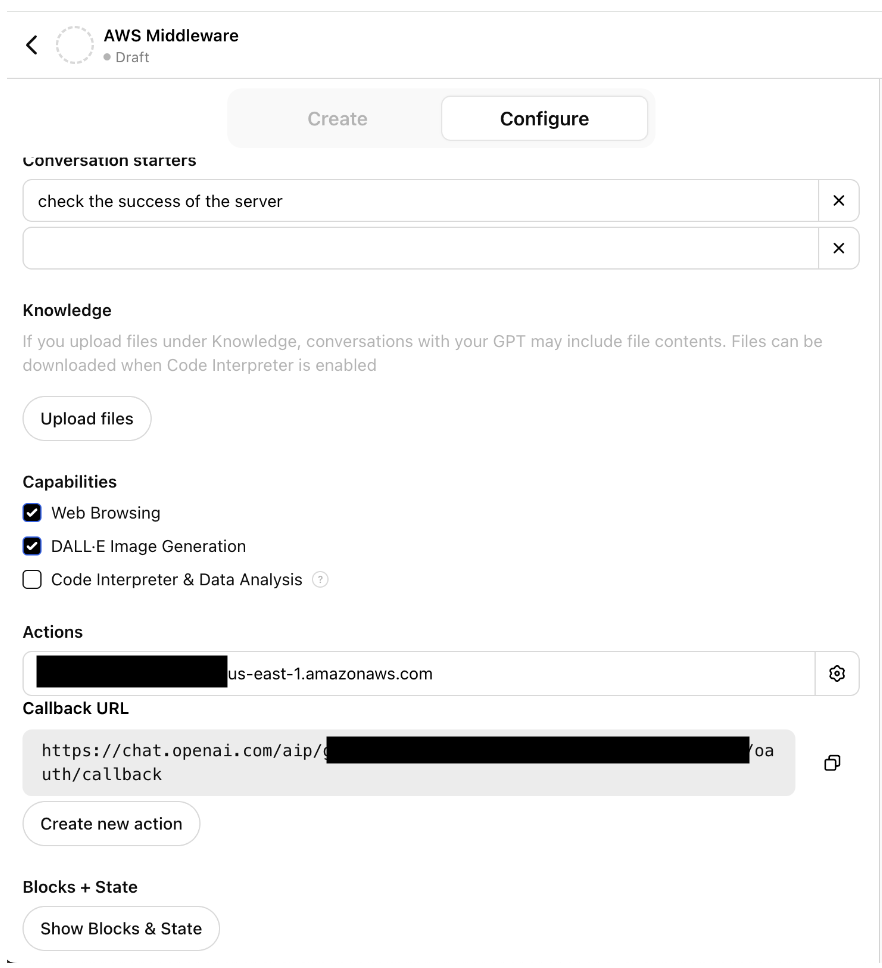 AWS Middleware
Draft
Create
Configure
Conversation starters
check the success of the server
Knowledge
If you upload files under Knowledge, conversations with your GPT may include file contents. Files can be
downloaded when Code Interpreter is enabled
Upload files
Capabilities
Web Browsing
DALL·E Image Generation
Code Interpreter & Data Analysis ?
Actions
us-east-1.amazonaws.com
Callback URL
https://chat.openai.com/aip/g /oa
uth/callback
Create new action
Blocks + State
Show Blocks & State